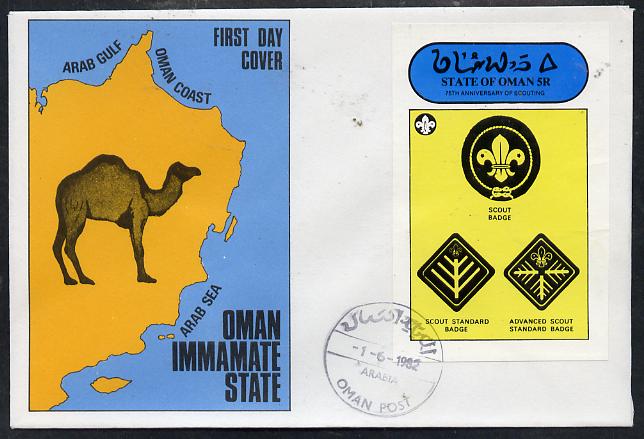 FIRST DAY
COVER
ARAB GULF
OMAN COAST
ARAB SEA
OMAN
IMMAMATE
STATE
STATE OF OMAN 5R
75TH ANNIVERSARY OF SCOUTING
SCOUT
BADGE
SCOUT STANDARD
BADGE
ADVANCED SCOUT
STANDARD BADGE
-1-6-1982
ARABIA
OMAN POST